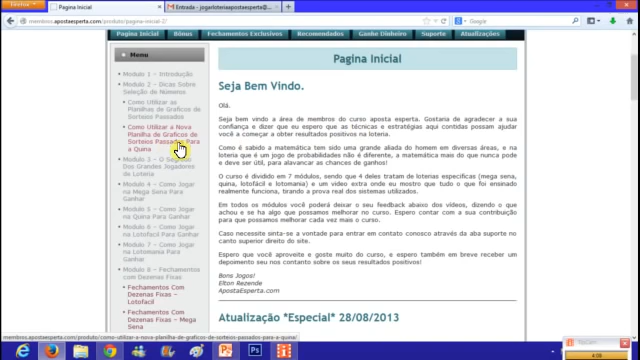 Firefox
Pagina Inicial
Entrada - jogarloteriaapostaesperta@...
membros.apostaesperta.com/produto/pagina-inicial-2/
Google
Pagina Inicial
Bônus
Fechamentos Exclusivos
Recomendados
Ganhe Dinheiro
Suporte
Atualizações
Menu
Modulo 1 – Introdução
Modulo 2 – Dicas Sobre
Seleção de Números
Como Utilizar as
Planilhas de Graficos de
Sorteios Passados
Como Utilizar a Nova
Planilha de Graficos de
Sorteios Passados Para
a Quina
Modulo 3 – O Segredo
Dos Grandes Jogadores
de Loteria
Modulo 4 – Como Jogar
na Mega Sena Para
Ganhar
Modulo 5 – Como Jogar
na Quina Para Ganhar
Modulo 6 – Como Jogar
na Lotofacil Para Ganhar
Modulo 7 – Como Jogar
na Lotomania Para
Ganhar
Modulo 8 – Fechamentos
com Dezenas Fixas
Fechamentos Com
Dezenas Fixas –
Lotofacil
Fechamentos Com
Dezenas Fixas –
Mega Sena
Pagina Inicial
Seja Bem Vindo.
Olá.
Seja bem vindo a área de membros do curso aposta esperta. Gostaria de agradecer a sua
confiança e dizer que eu espero que as técnicas e estratégias aqui contidas possam ajudar
você a começar a obter resultados positivos na loteria.
Como é sabido a matemática tem sido uma grande aliada do homem em diversas áreas, e na
loteria que é um jogo de probabilidades não é diferente, a matemática mais do que nunca pode
e deve ser útil, para alavancar as chances de ganhos!
O curso é dividido em 7 módulos, sendo que 4 deles tratam de loterias especificas (mega sena,
quina, lotofácil e lotomania) e um video extra onde eu mostro que tudo o que foi ensinado
realmente funciona, tirando a prova real dos sistemas utilizados.
Em todos os módulos você poderá deixar o seu feedback abaixo dos vídeos, dizendo o que
achou e se ha algo que possamos melhorar no curso. Espero contar com a sua contribuição
para que possamos melhorar cada vez mais o curso.
Caso necessite sinta-se a vontade para entrar em contato conosco através da aba suporte no
canto superior direito do site.
Espero que você aproveite e goste muito do curso, e espero também em breve receber um
depoimento seu nos contanto sobre os seus resultados positivos!
Bons Jogos!
Elton Rezende
ApostaEsperta.com
Atualização *Especial* 28/08/2013
membros.apostaesperta.com/produto/como-utilizar-a-nova-planilha-de-graficos-de-sorteios-passados-para-a-quina/